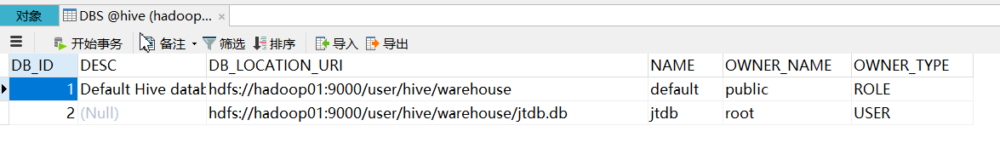 对象 DBS @hive (hadoop...
开始事务 备注 筛选 排序 导入 导出
DB_ID DESC DB_LOCATION_URI NAME OWNER_NAME OWNER_TYPE
1 Default Hive datab hdfs://hadoop01:9000/user/hive/warehouse default public ROLE
2 (Null) hdfs://hadoop01:9000/user/hive/warehouse/jtdb.db jtdb root USER